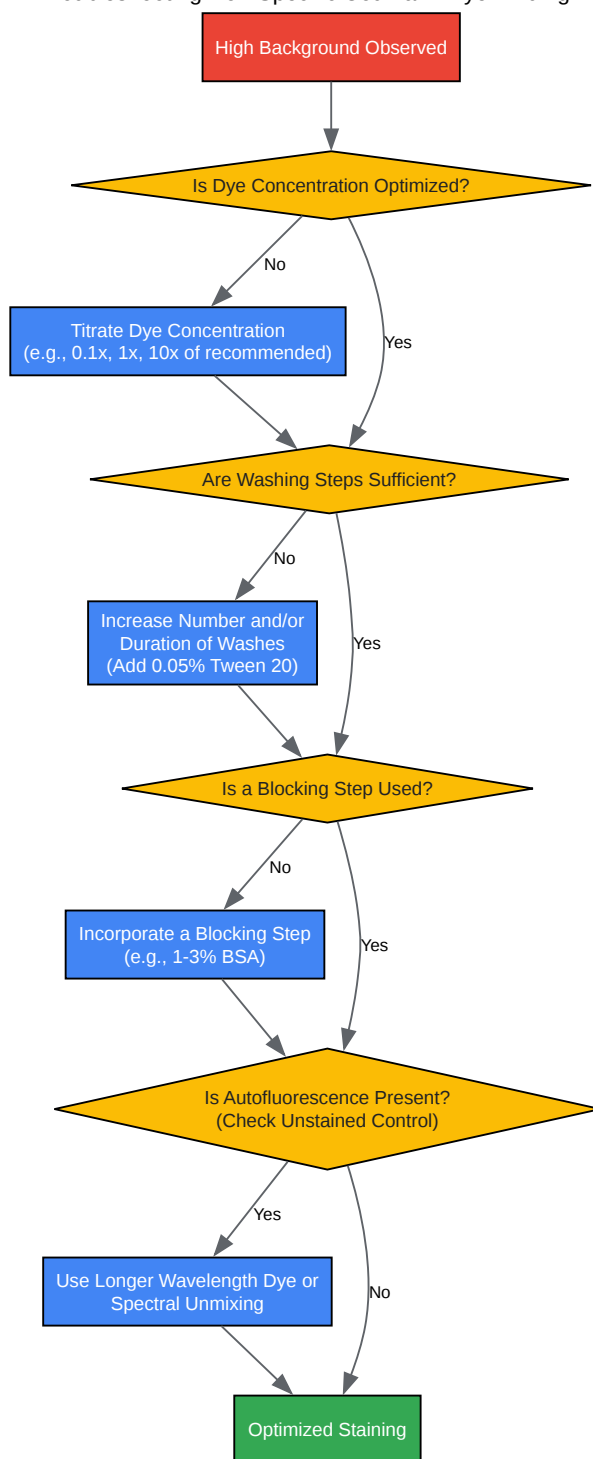 High Background Observed
Is Dye Concentration Optimized?
No
Titrate Dye Concentration
(e.g., 0.1x, 1x, 10x of recommended)
Yes
Are Washing Steps Sufficient?
No
Increase Number and/or
Duration of Washes
(Add 0.05% Tween 20)
Yes
Is a Blocking Step Used?
No
Incorporate a Blocking Step
(e.g., 1-3% BSA)
Yes
Is Autofluorescence Present?
(Check Unstained Control)
Yes
Use Longer Wavelength Dye or
Spectral Unmixing
No
Optimized Staining